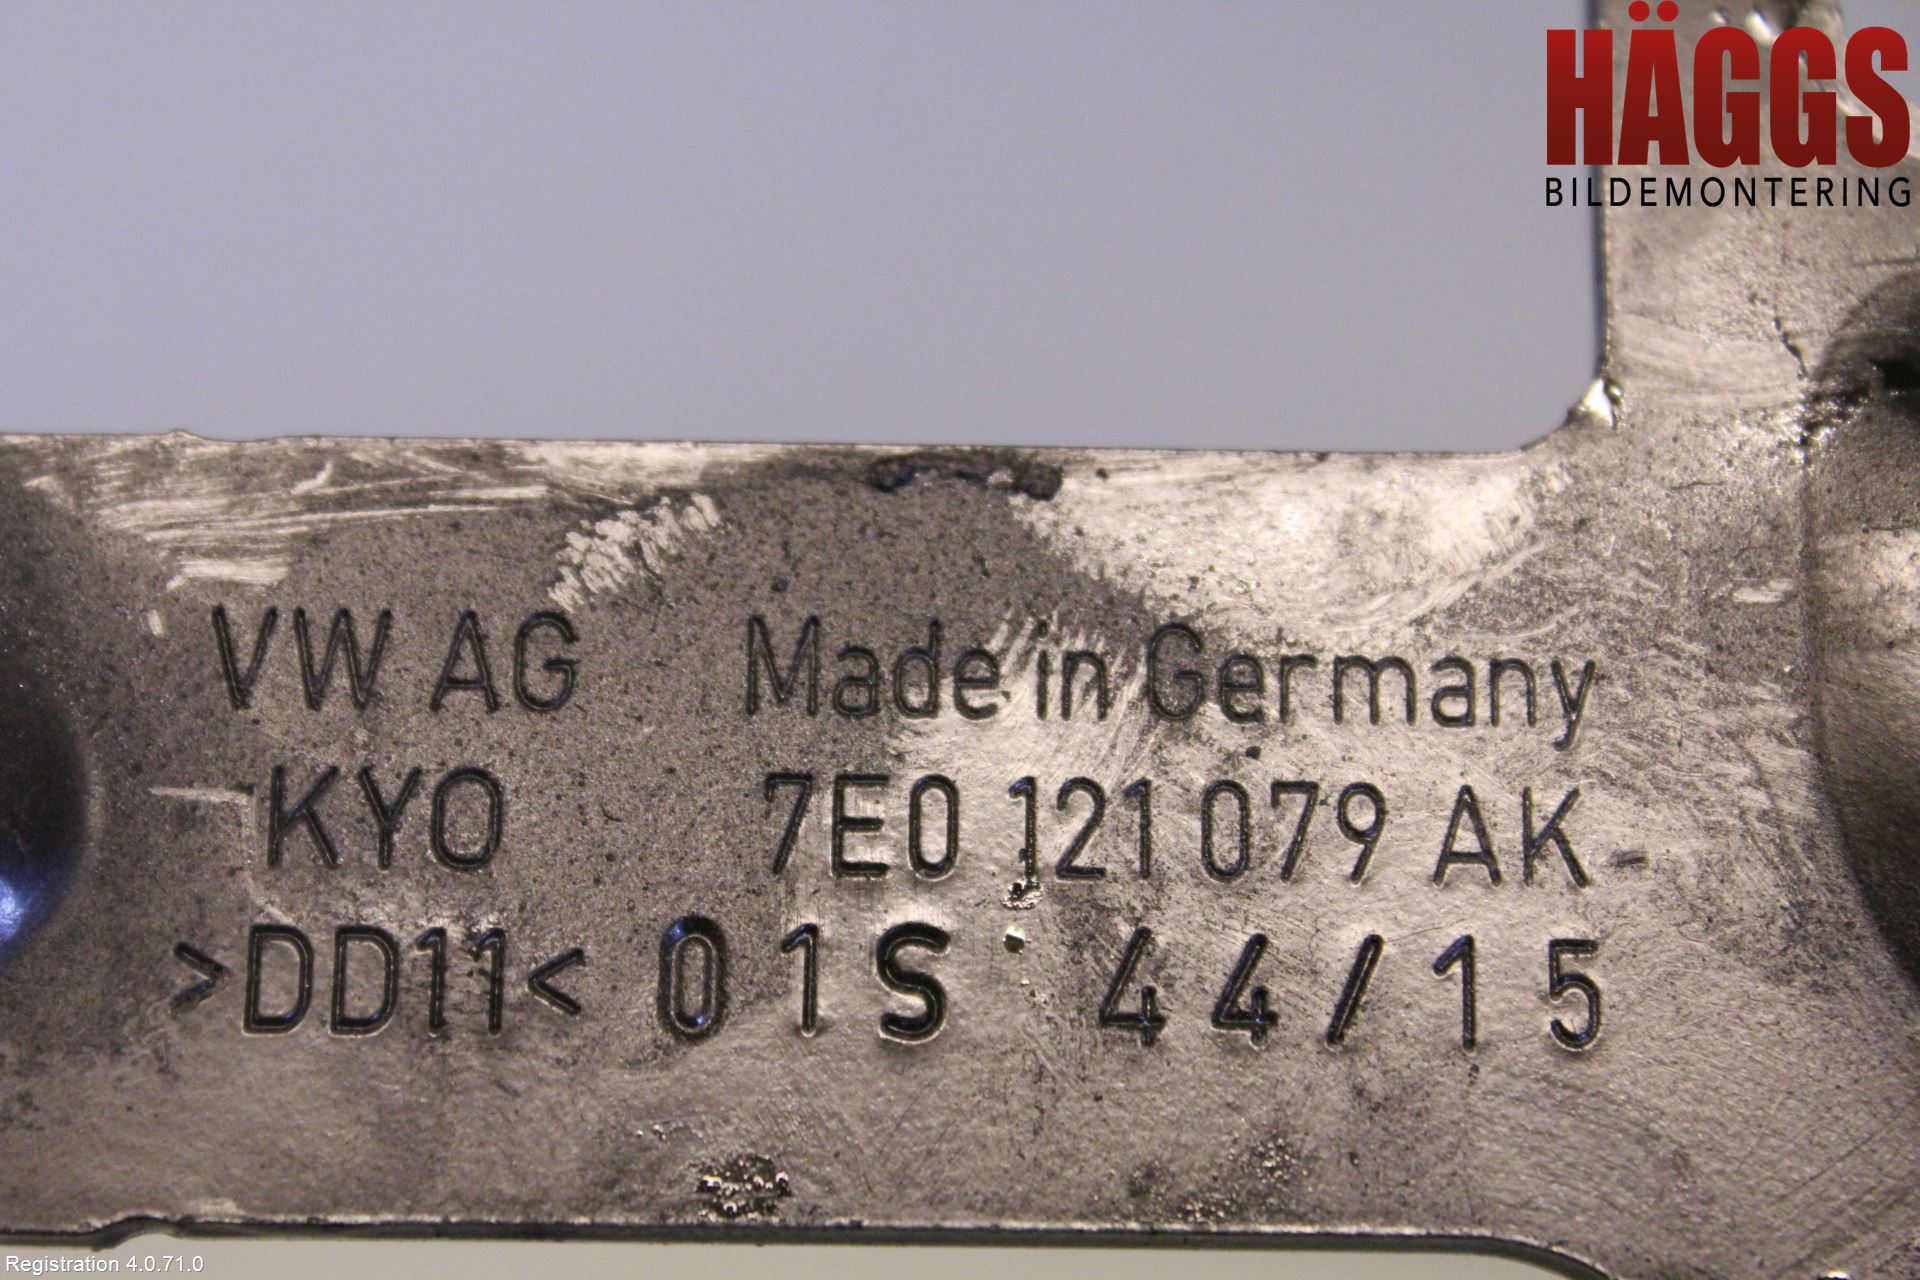 HÄGGS
BILDEMONTERING
VW AG Made in Germany
KYO 7E0 121 079 AK
>DD11< 01S 44/15
Registration 4.0.71.0